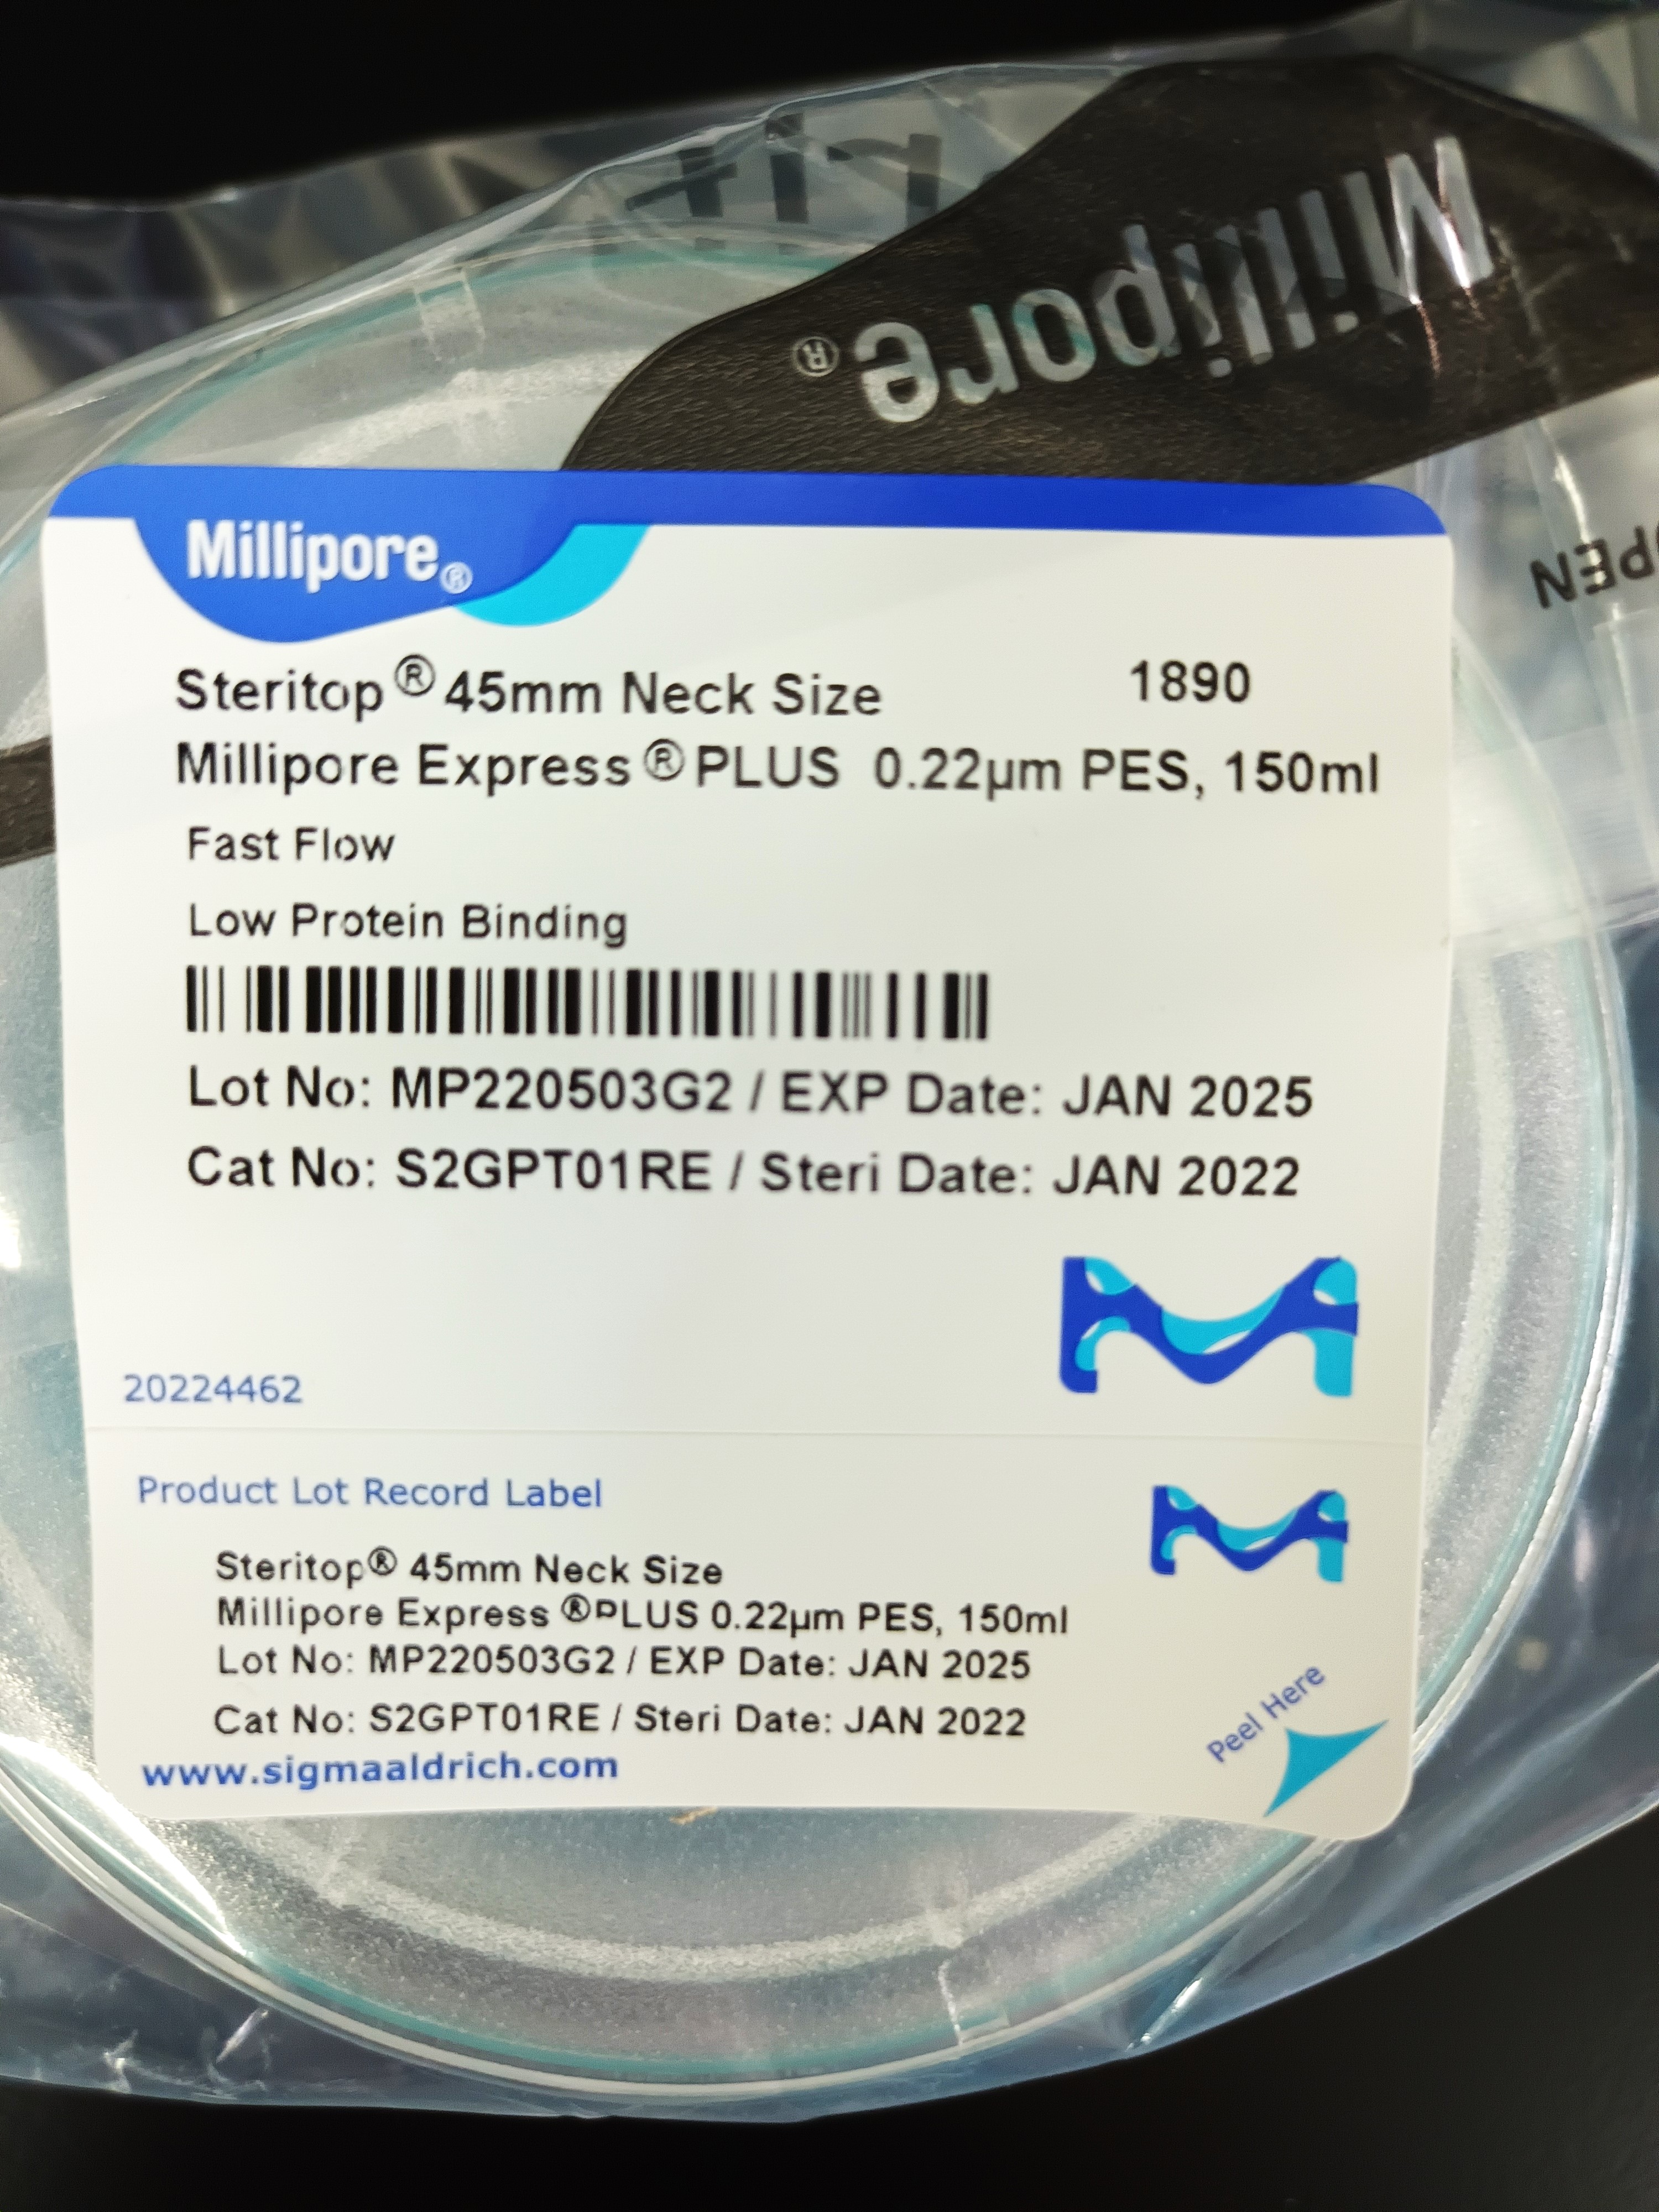 Millipore®
Millipore®
Steritop® 45mm Neck Size 1890
Millipore Express® PLUS 0.22µm PES, 150ml
Fast Flow
Low Protein Binding
Lot No: MP220503G2 / EXP Date: JAN 2025
Cat No: S2GPT01RE / Steri Date: JAN 2022
20224462
Product Lot Record Label
Steritop® 45mm Neck Size
Millipore Express ®PLUS 0.22µm PES, 150ml
Lot No: MP220503G2 / EXP Date: JAN 2025
Cat No: S2GPT01RE / Steri Date: JAN 2022
www.sigmaaldrich.com
Peel Here